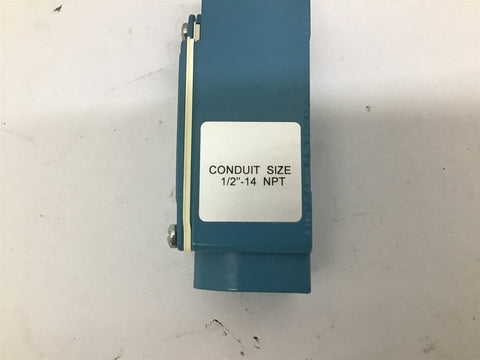 CONDUIT SIZE
1/2"-14 NPT